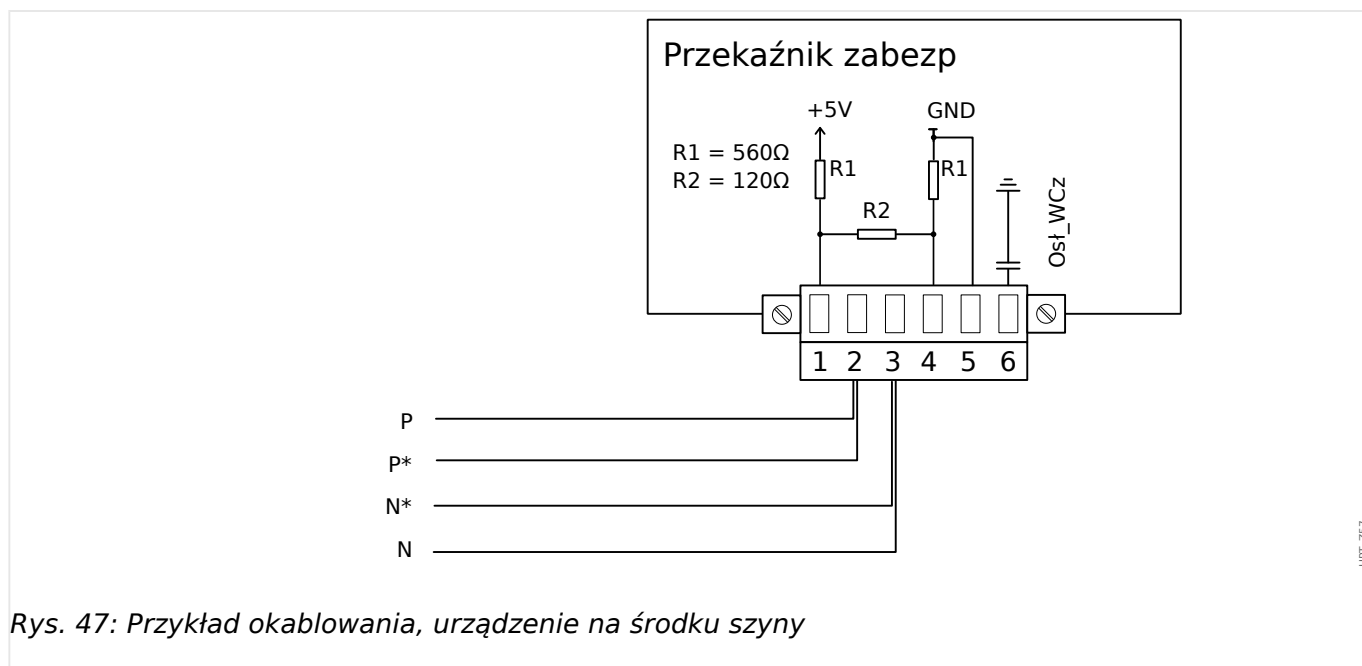 Przekaźnik zabezp
+5V GND
R1 = 560Ω
R2 = 120Ω
R1 R1
R2
Osł_WCz
1 2 3 4 5 6
P
P*
N*
N
Rys. 47: Przykład okablowania, urządzenie na środku szyny